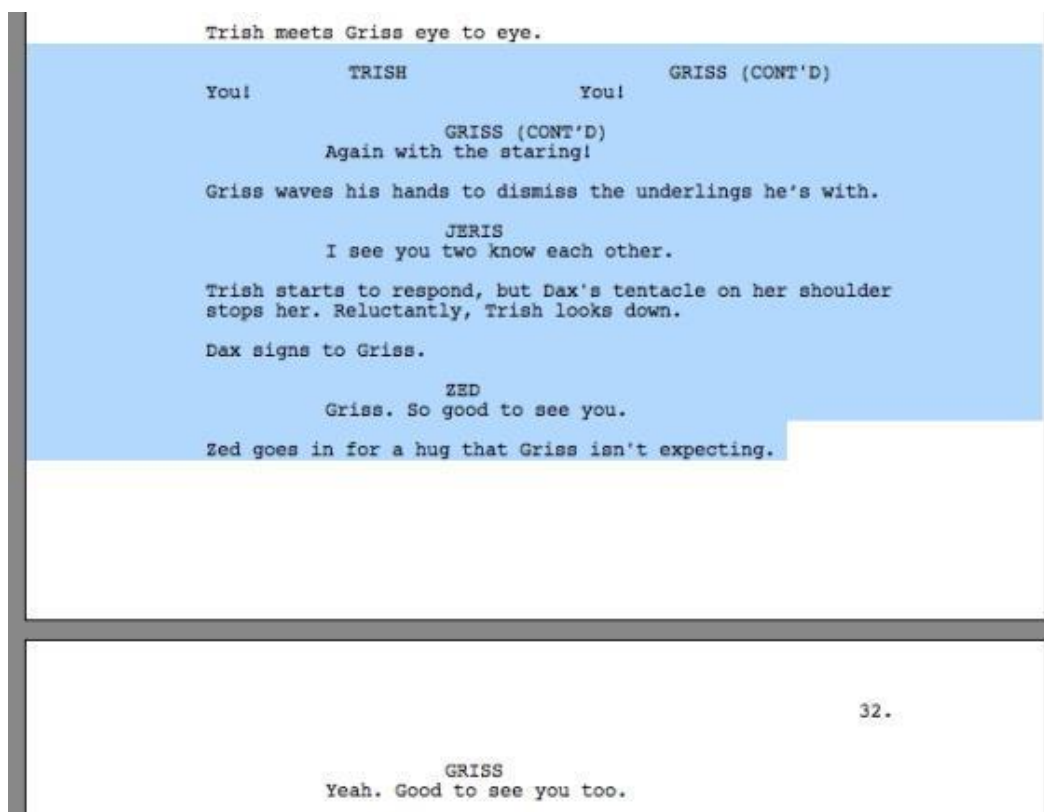 Trish meets Griss eye to eye.
TRISH GRISS (CONT'D)
You! You!
GRISS (CONT'D)
Again with the staring!
Griss waves his hands to dismiss the underlings he's with.
JERIS
I see you two know each other.
Trish starts to respond, but Dax's tentacle on her shoulder
stops her. Reluctantly, Trish looks down.
Dax signs to Griss.
ZED
Griss. So good to see you.
Zed goes in for a hug that Griss isn't expecting.
32.
GRISS
Yeah. Good to see you too.